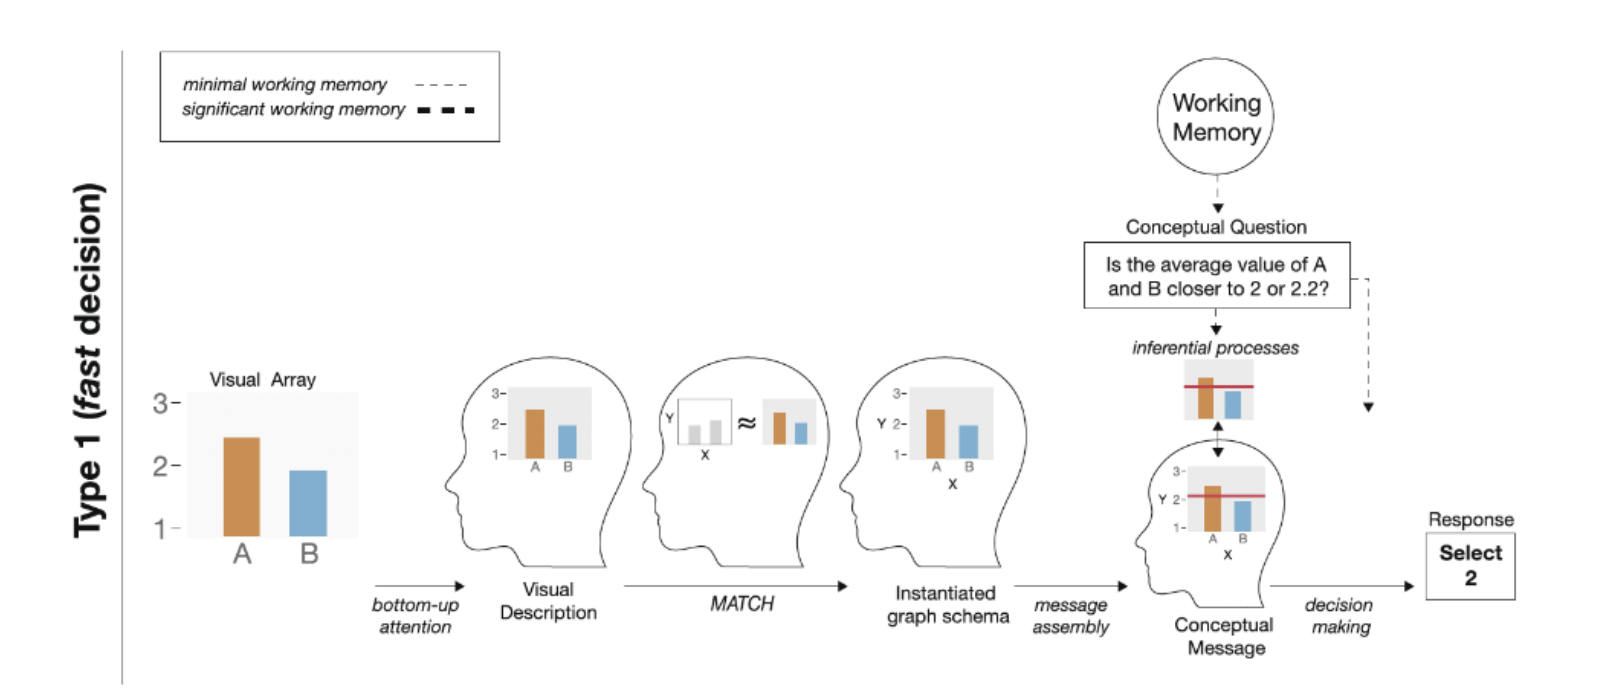 Type 1 (fast decision)
minimal working memory
significant working memory
Working
Memory
Conceptual Question
Is the average value of A
and B closer to 2 or 2.2?
inferential processes
Visual Array
3-
2-
1-
A B
3-
2-
1-
A B
Y
X
≈
3-
Y 2-
1-
A B
X
3-
Y 2-
1-
A B
X
Response
Select
2
bottom-up
attention
Visual
Description
MATCH
Instantiated
graph schema
message
assembly
Conceptual
Message
decision
making